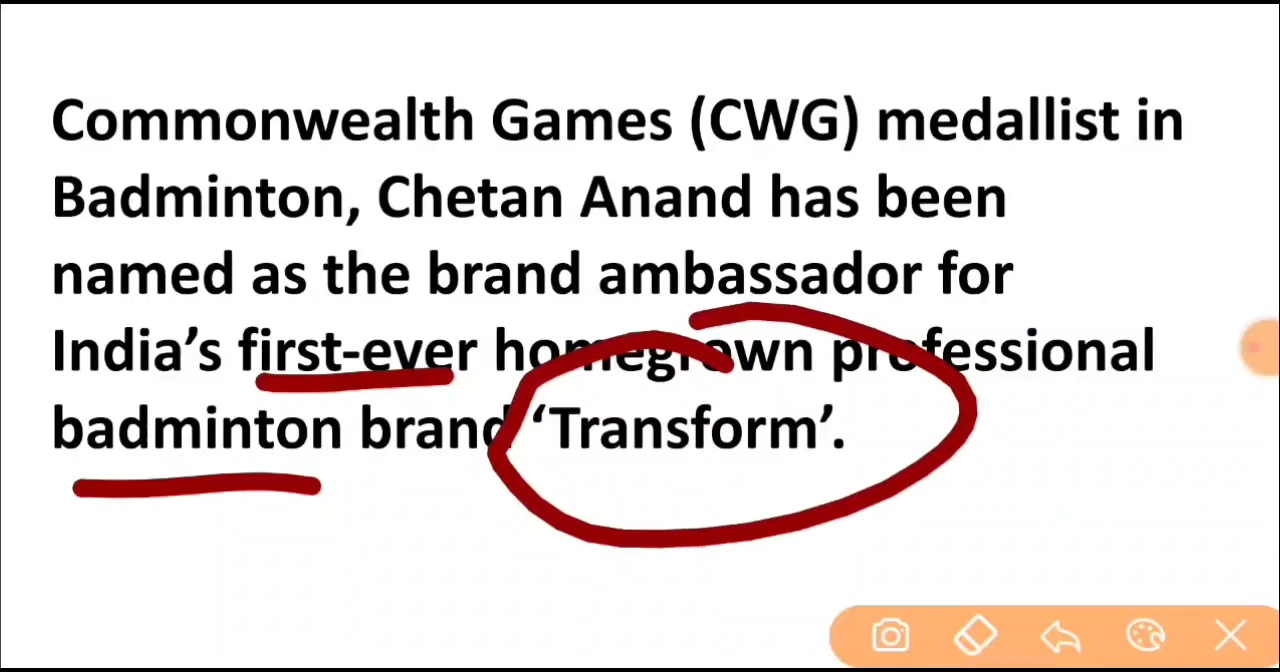 Commonwealth Games (CWG) medallist in
Badminton, Chetan Anand has been
named as the brand ambassador for
India’s first-ever homegrown professional
badminton brand ‘Transform’.